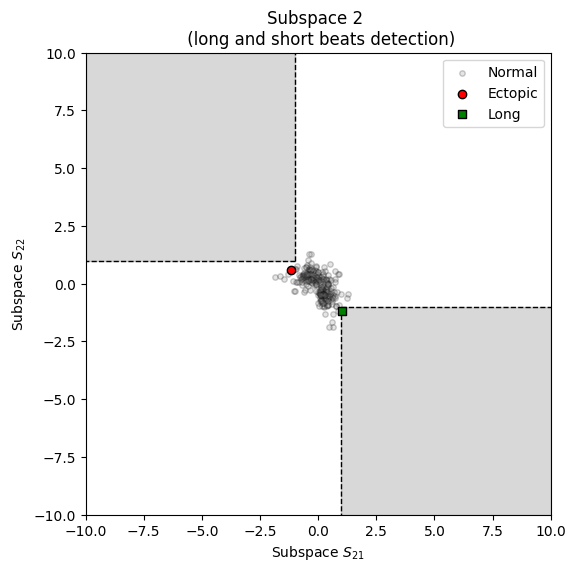 Subspace 2
(long and short beats detection)
Normal
Ectopic
Long
10.0
7.5
5.0
2.5
0.0
−2.5
−5.0
−7.5
−10.0
Subspace S₂₂
−10.0 −7.5 −5.0 −2.5 0.0 2.5 5.0 7.5 10.0
Subspace S₂₁